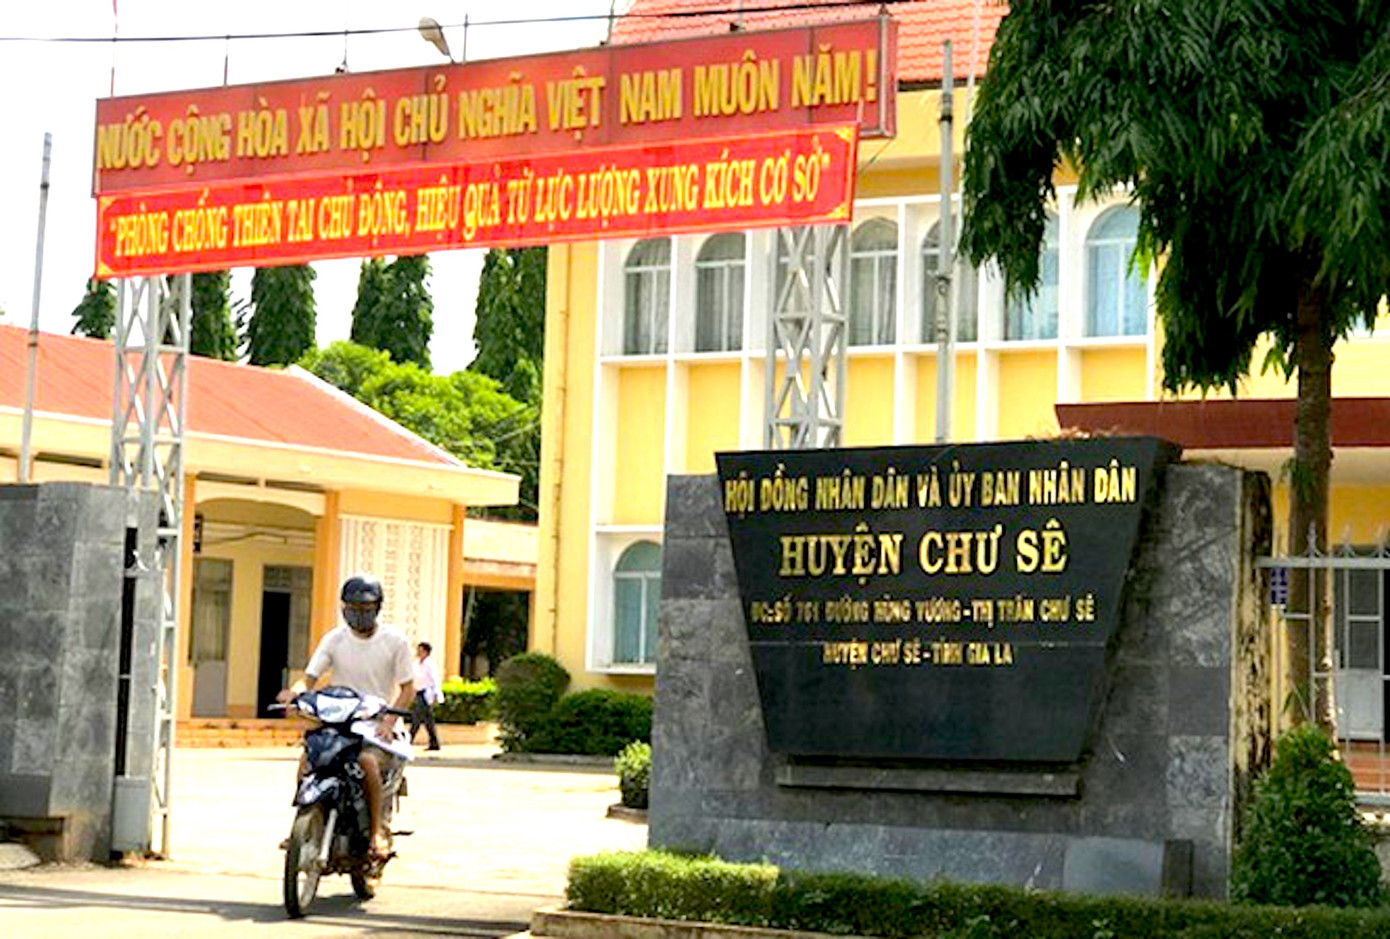 NƯỚC CỘNG HÒA XÃ HỘI CHỦ NGHĨA VIỆT NAM MUÔN NĂM!
"PHÒNG CHỐNG THIÊN TAI CHỦ ĐỘNG, HIỆU QUẢ TỪ LỰC LƯỢNG XUNG KÍCH CƠ SỞ"
HỘI ĐỒNG NHÂN DÂN VÀ ỦY BAN NHÂN DÂN
HUYỆN CHƯ SÊ
ĐC:SỐ 761 ĐƯỜNG HÙNG VƯƠNG-THỊ TRẤN CHƯ SÊ
HUYỆN CHƯ SÊ-TỈNH GIA LA